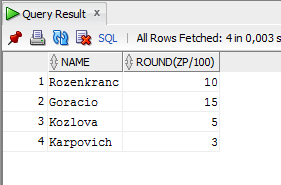 Query Result x
SQL | All Rows Fetched: 4 in 0,003 s
NAME ROUND(ZP/100)
1 Rozenkranc 10
2 Goracio 15
3 Kozlova 5
4 Karpovich 3